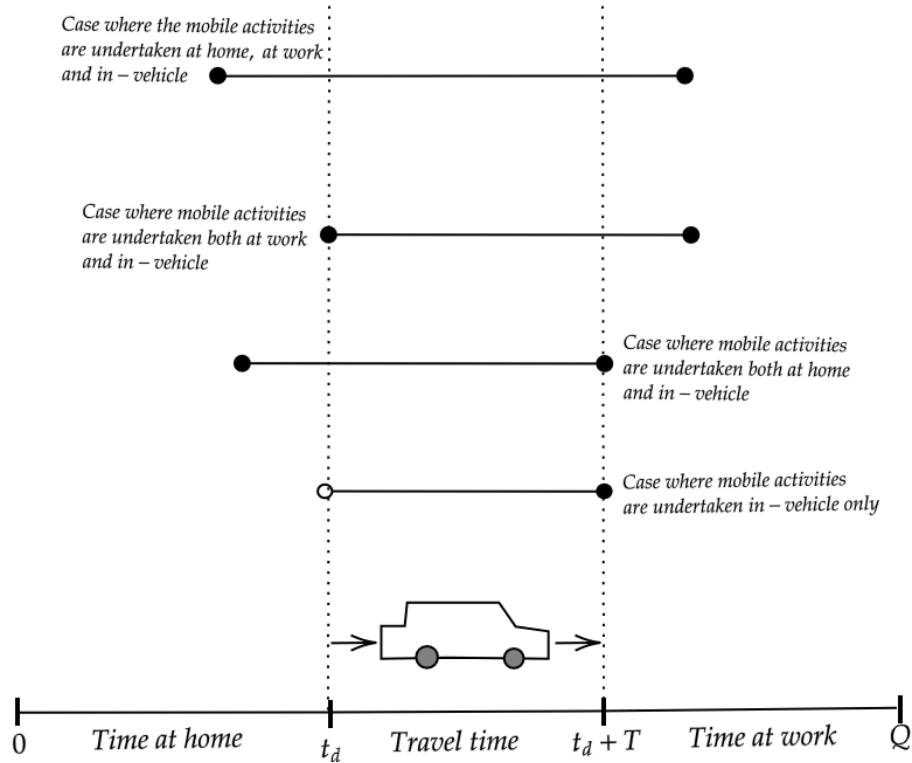 Case where the mobile activities
are undertaken at home, at work
and in – vehicle
Case where mobile activities
are undertaken both at work
and in – vehicle
Case where mobile activities
are undertaken both at home
and in – vehicle
Case where mobile activities
are undertaken in – vehicle only
0 Time at home t_d Travel time t_d + T Time at work Q